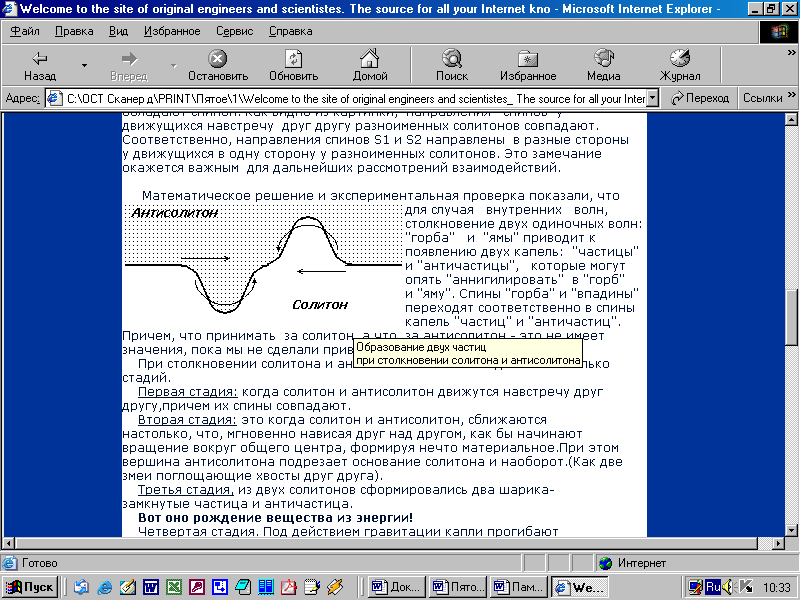 Welcome to the site of original engineers and scientistes. The source for all your Internet kno - Microsoft Internet Explorer -
Файл Правка Вид Избранное Сервис Справка
Назад Вперед Остановить Обновить Домой Поиск Избранное Медиа Журнал »
Адрес: C:\ОСТ Сканер д\PRINT\Пятое\1\Welcome to the site of original engineers and scientistes_ The source for all your Inter Переход Ссылки »
движущихся навстречу друг другу разноименных солитонов совпадают.
Соответственно, направления спинов S1 и S2 направлены в разные стороны
у движущихся в одну сторону у разноименных солитонов. Это замечание
окажется важным для дальнейших рассмотрений взаимодействий.
Математическое решение и экспериментальная проверка показали, что
Антисолитон
Солитон
для случая внутренних волн,
столкновение двух одиночных волн:
"горба" и "ямы" приводит к
появлению двух капель: "частицы"
и "античастицы", которые могут
опять "аннигилировать" в "горб"
и "яму". Спины "горба" и "впадины"
переходят соответственно в спины
капель "частиц" и "античастиц".
Причем, что принимать за солитон, а что за антисолитон - это не имеет
значения, пока мы не сделали
Образование двух частиц
при столкновении солитона и антисолитона
При столкновении солитона и
стадий.
Первая стадия: когда солитон и антисолитон движутся навстречу друг
другу,причем их спины совпадают.
Вторая стадия: это когда солитон и антисолитон, сближаются
настолько, что, мгновенно нависая друг над другом, как бы начинают
вращение вокруг общего центра, формируя нечто материальное.При этом
вершина антисолитона подрезает основание солитона и наоборот.(Как две
змеи поглощающие хвосты друг друга).
Третья стадия, из двух солитонов сформировались два шарика-
замкнутые частица и античастица.
Вот оно рождение вещества из энергии!
Четвертая стадия. Под действием гравитации капли прогибают
Готово Интернет
Пуск Док... Пято... Пам... We... Ru 10:33